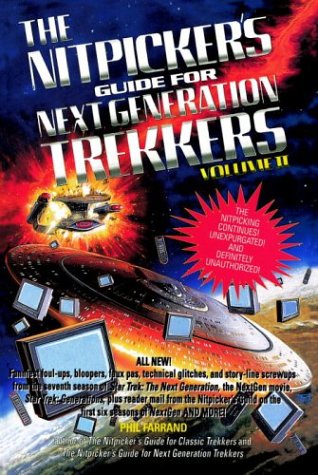 THE
NITPICKER'S
GUIDE FOR
NEXT GENERATION
TREKKERS
VOLUME II
THE
NITPICKING
CONTINUES!
UNEXPURGATED!
AND
DEFINITELY
UNAUTHORIZED!
ALL NEW!
Funniest foul-ups, bloopers, faux pas, technical glitches, and story-line screwups
from the seventh season of Star Trek: The Next Generation, the NextGen movie,
Star Trek: Generations, plus reader mail from the Nitpicker's Guild on the
first six seasons of NextGen AND MORE!
PHIL FARRAND
author of The Nitpicker's Guide for Classic Trekkers and
The Nitpicker's Guide for Next Generation Trekkers